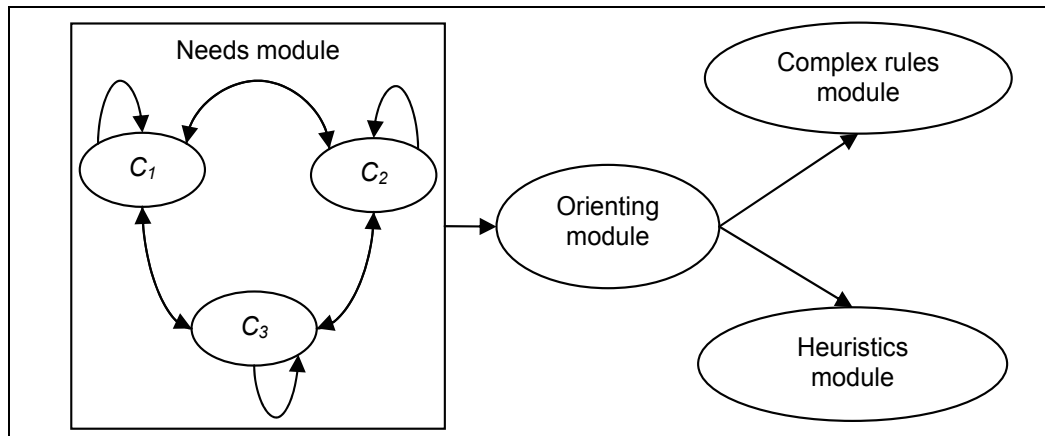 Needs module
C₁
C₂
C₃
Orienting
module
Complex rules
module
Heuristics
module